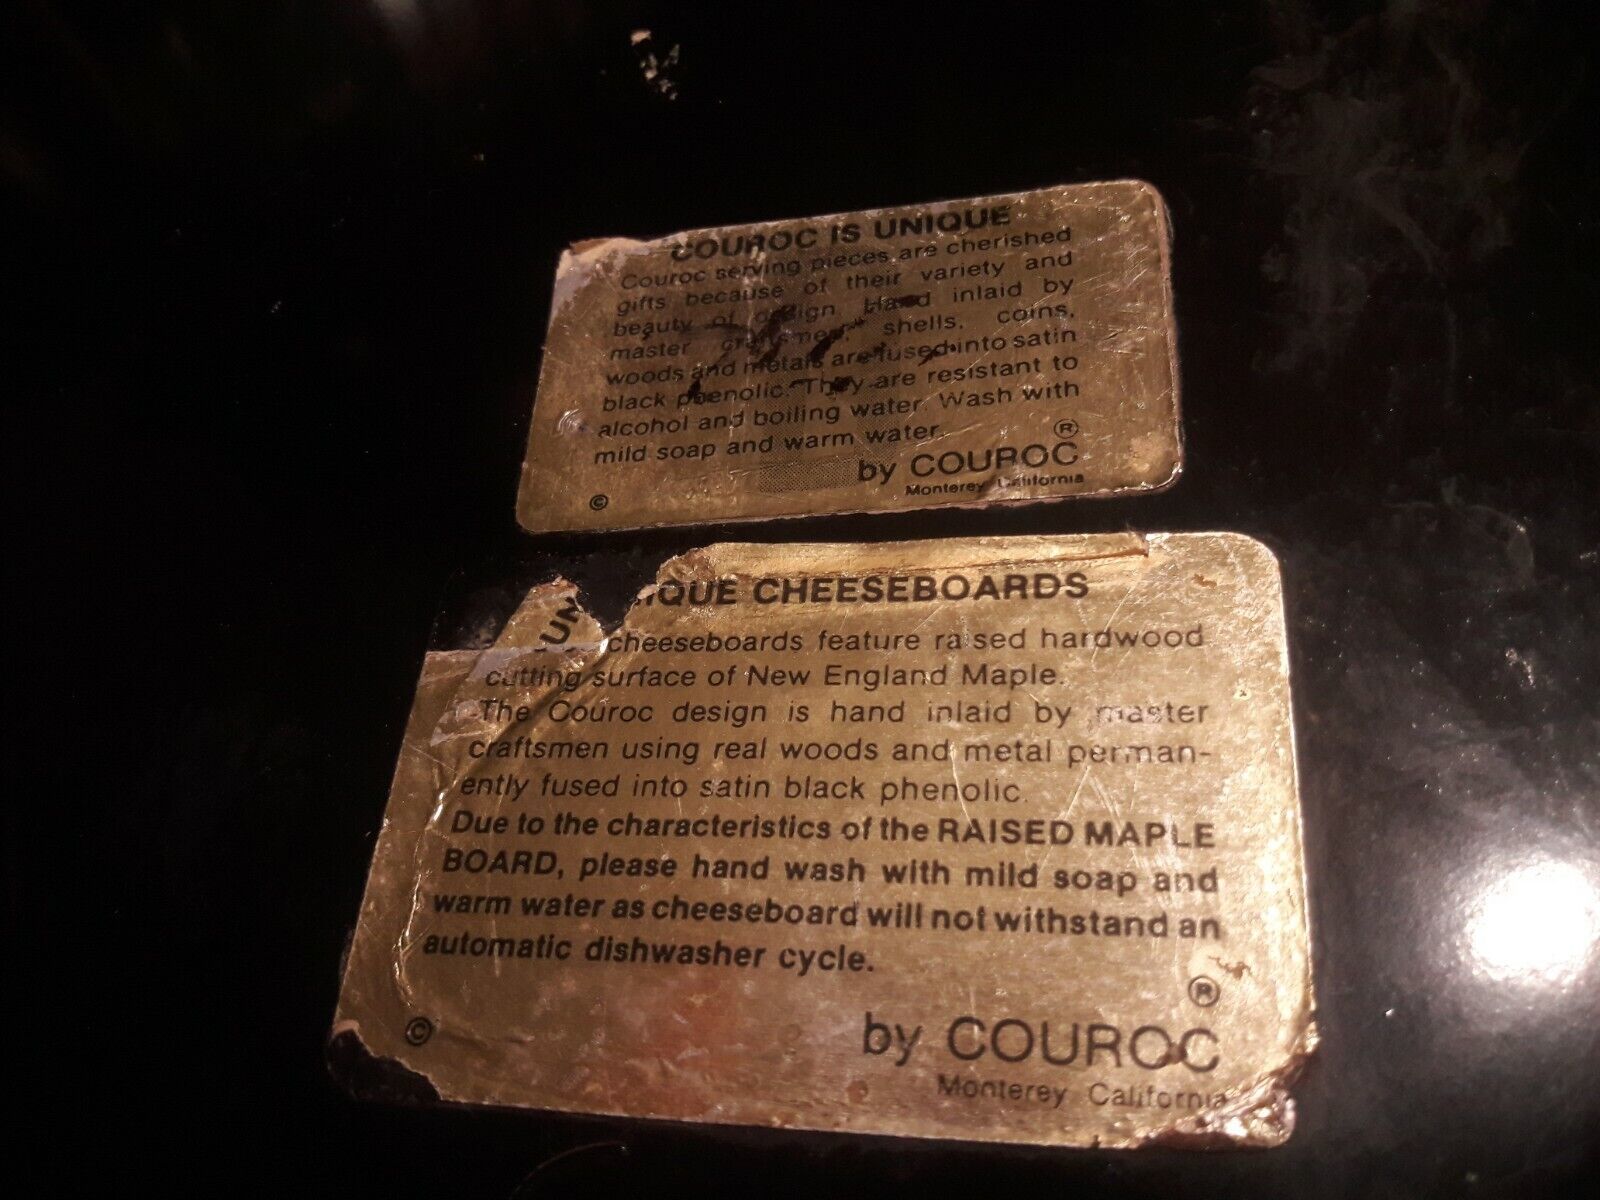 COUROC IS UNIQUE
Couroc serving pieces are cherished
gifts because of their variety and
beauty of design. Hand inlaid by
master craftsmen, shells, coins,
woods and metals are fused into satin
black phenolic. They are resistant to
alcohol and boiling water. Wash with
mild soap and warm water.
®
by COUROC
Monterey California
©
UN IQUE CHEESEBOARDS
cheeseboards feature raised hardwood
cutting surface of New England Maple.
The Couroc design is hand inlaid by master
craftsmen using real woods and metal perman-
ently fused into satin black phenolic.
Due to the characteristics of the RAISED MAPLE
BOARD, please hand wash with mild soap and
warm water as cheeseboard will not withstand an
automatic dishwasher cycle.
®
©
by COUROC
Monterey California